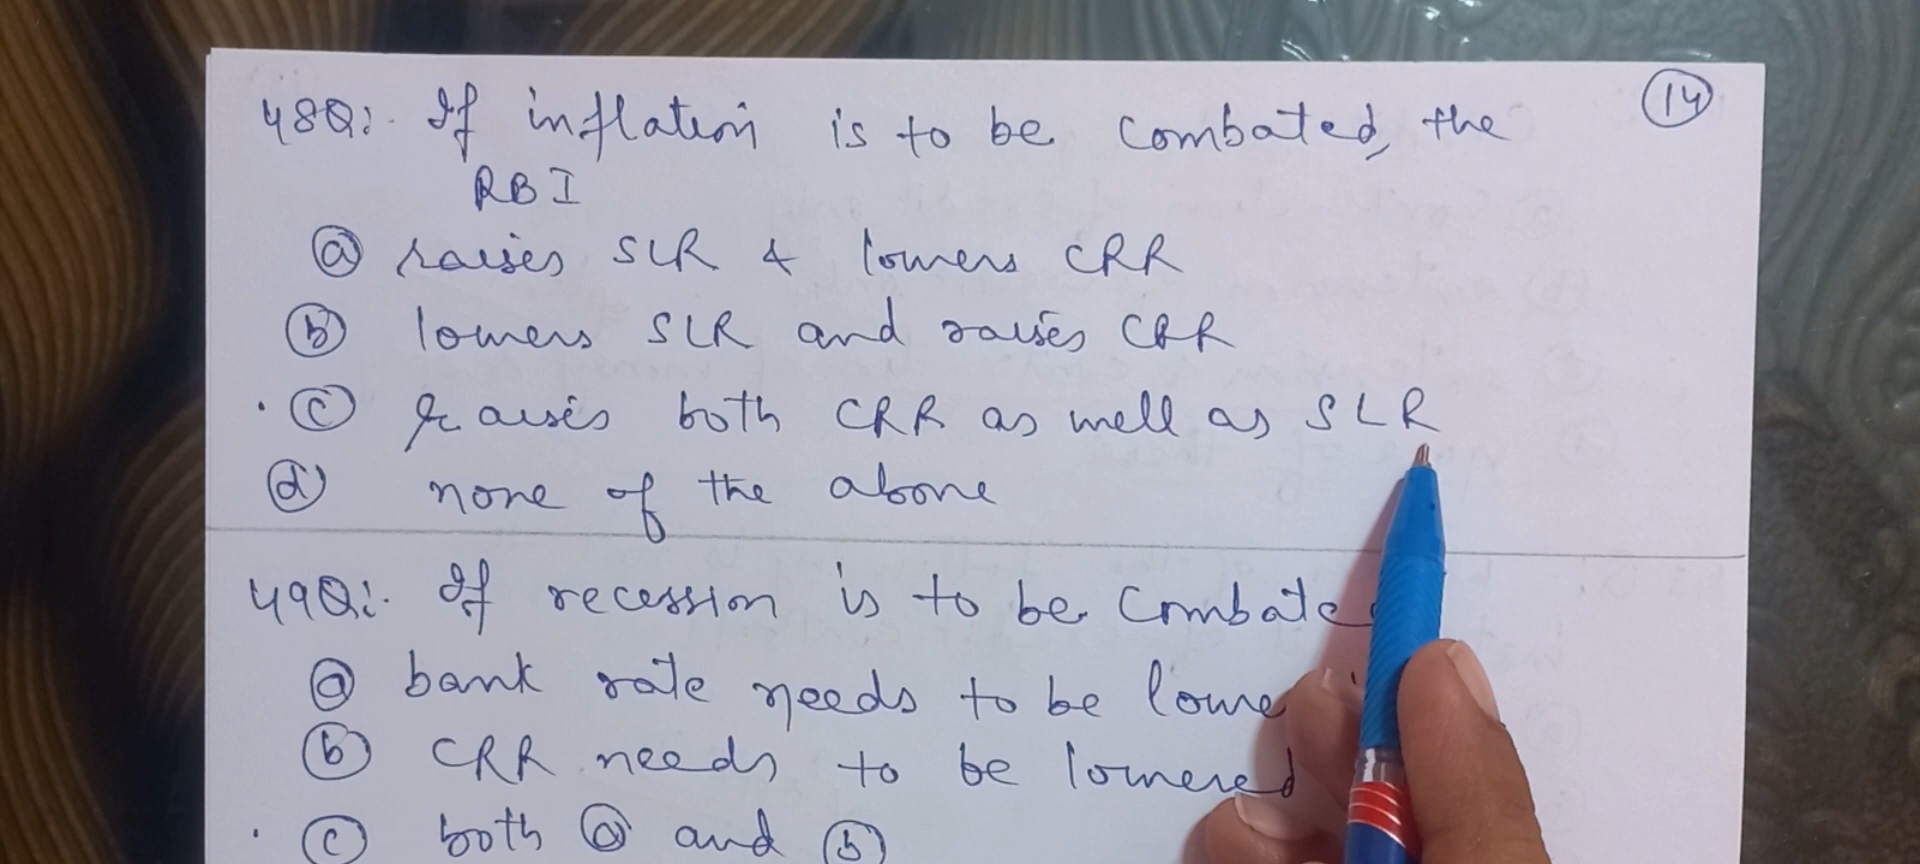 14
48Q:- If inflation is to be combated, the
RBI
a raises SLR & lowers CRR
b lowers SLR and raises CRR
c raises both CRR as well as SLR
d none of the above
49Q:- If recession is to be combated
a bank rate needs to be lowe
b CRR needs to be lowered
c both a and b